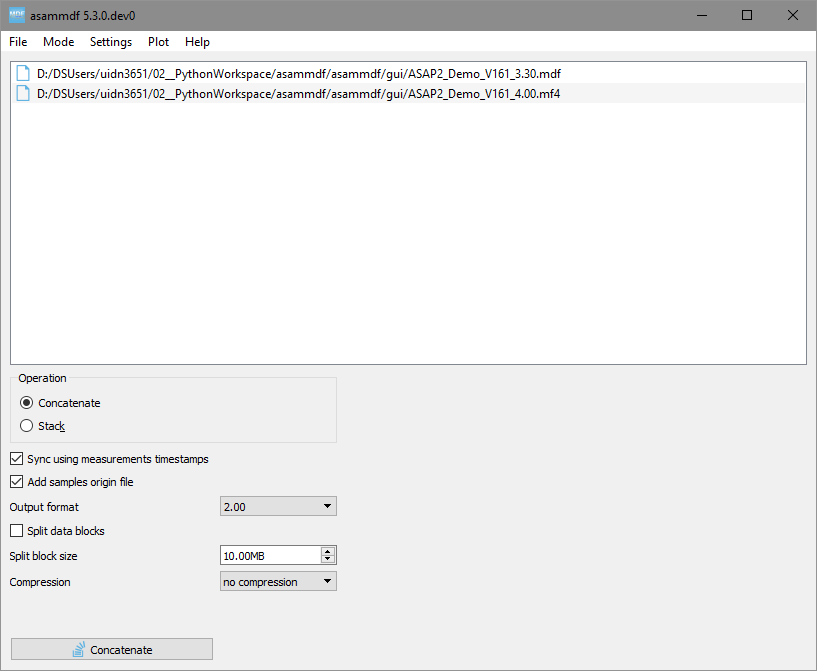 asammdf 5.3.0.dev0
File Mode Settings Plot Help
D:/DSUsers/uidn3651/02__PythonWorkspace/asammdf/asammdf/gui/ASAP2_Demo_V161_3.30.mdf
D:/DSUsers/uidn3651/02__PythonWorkspace/asammdf/asammdf/gui/ASAP2_Demo_V161_4.00.mf4
Operation
Concatenate
Stack
Sync using measurements timestamps
Add samples origin file
Output format 2.00
Split data blocks
Split block size 10.00MB
Compression no compression
Concatenate